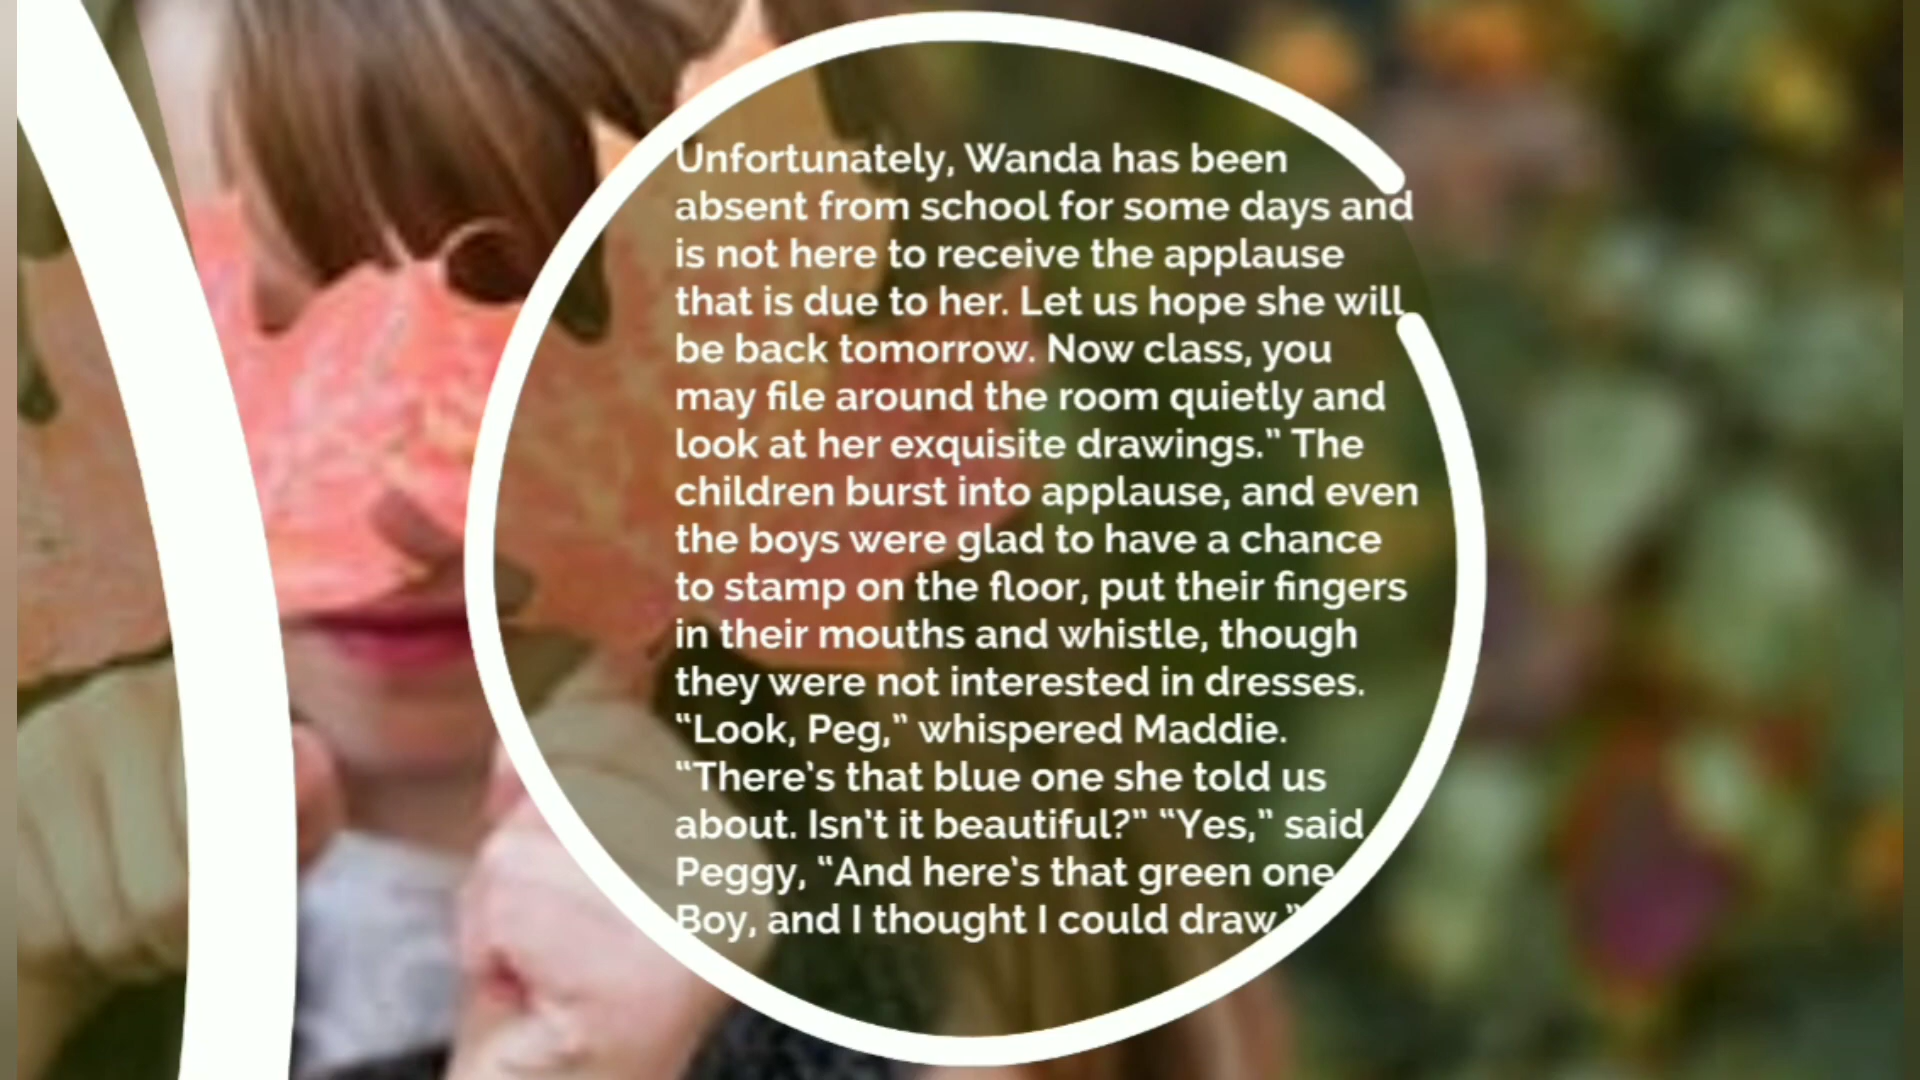 Unfortunately, Wanda has been
absent from school for some days and
is not here to receive the applause
that is due to her. Let us hope she will
be back tomorrow. Now class, you
may file around the room quietly and
look at her exquisite drawings.” The
children burst into applause, and even
the boys were glad to have a chance
to stamp on the floor, put their fingers
in their mouths and whistle, though
they were not interested in dresses.
“Look, Peg,” whispered Maddie.
“There’s that blue one she told us
about. Isn’t it beautiful?” “Yes,” said
Peggy, “And here’s that green one
Boy, and I thought I could draw.”